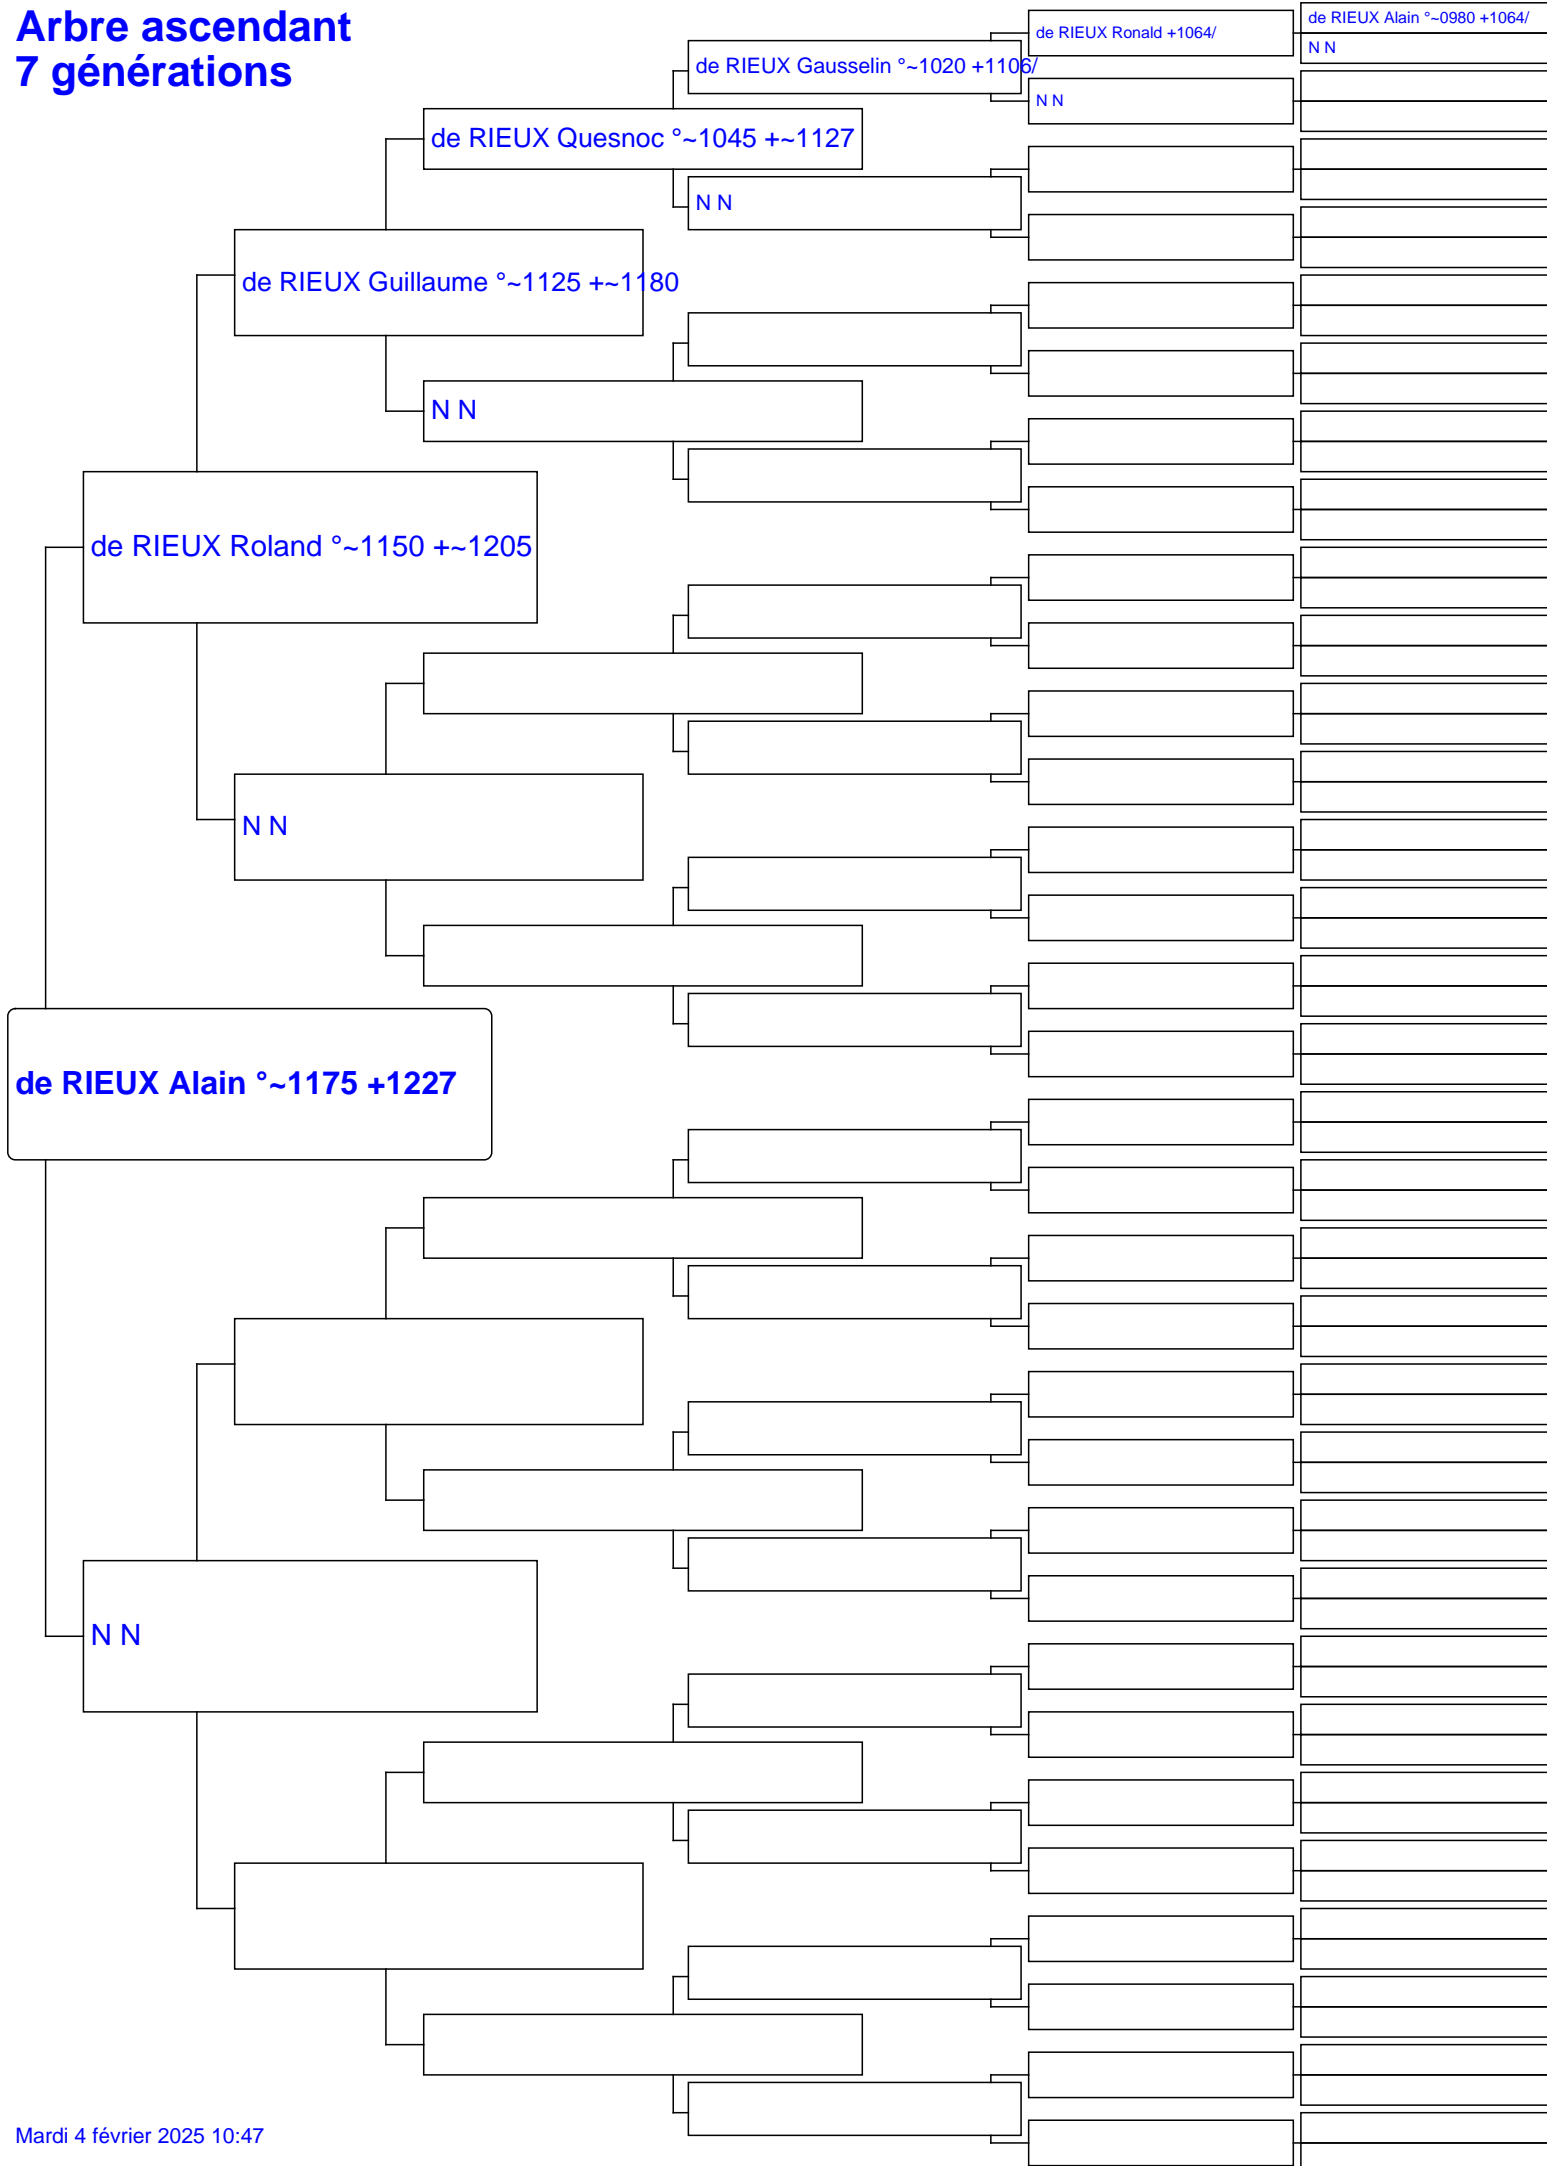 Arbre ascendant
7 générations
de RIEUX Alain °~0980 +1064/
N N
de RIEUX Ronald +1064/
de RIEUX Gausselin °~1020 +1106/
N N
de RIEUX Quesnoc °~1045 +~1127
N N
de RIEUX Guillaume °~1125 +~1180
N N
de RIEUX Roland °~1150 +~1205
N N
de RIEUX Alain °~1175 +1227
N N
Mardi 4 février 2025 10:47